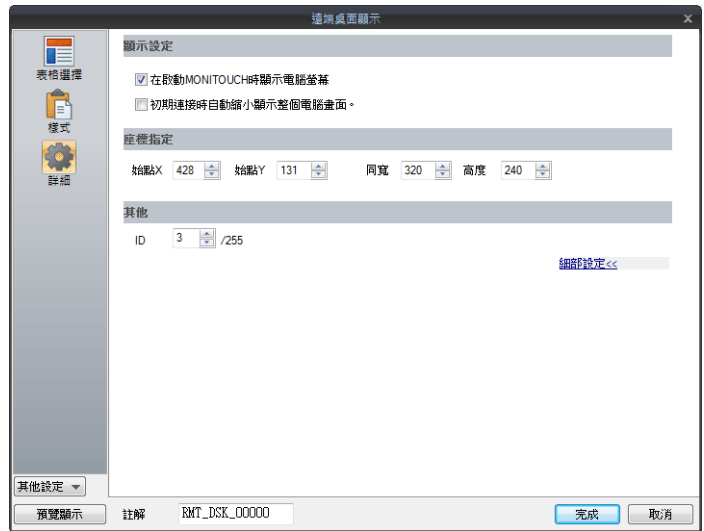 遠端桌面顯示
x
表格選擇
樣式
詳細
顯示設定
在啟動MONITOUCH時顯示電腦螢幕
初期連接時自動縮小顯示整個電腦畫面。
座標指定
始點X 428 始點Y 131 同寬 320 高度 240
其他
ID 3 /255
細部設定<<
其他設定
預覽顯示 註解 RMT_DSK_00000 完成 取消